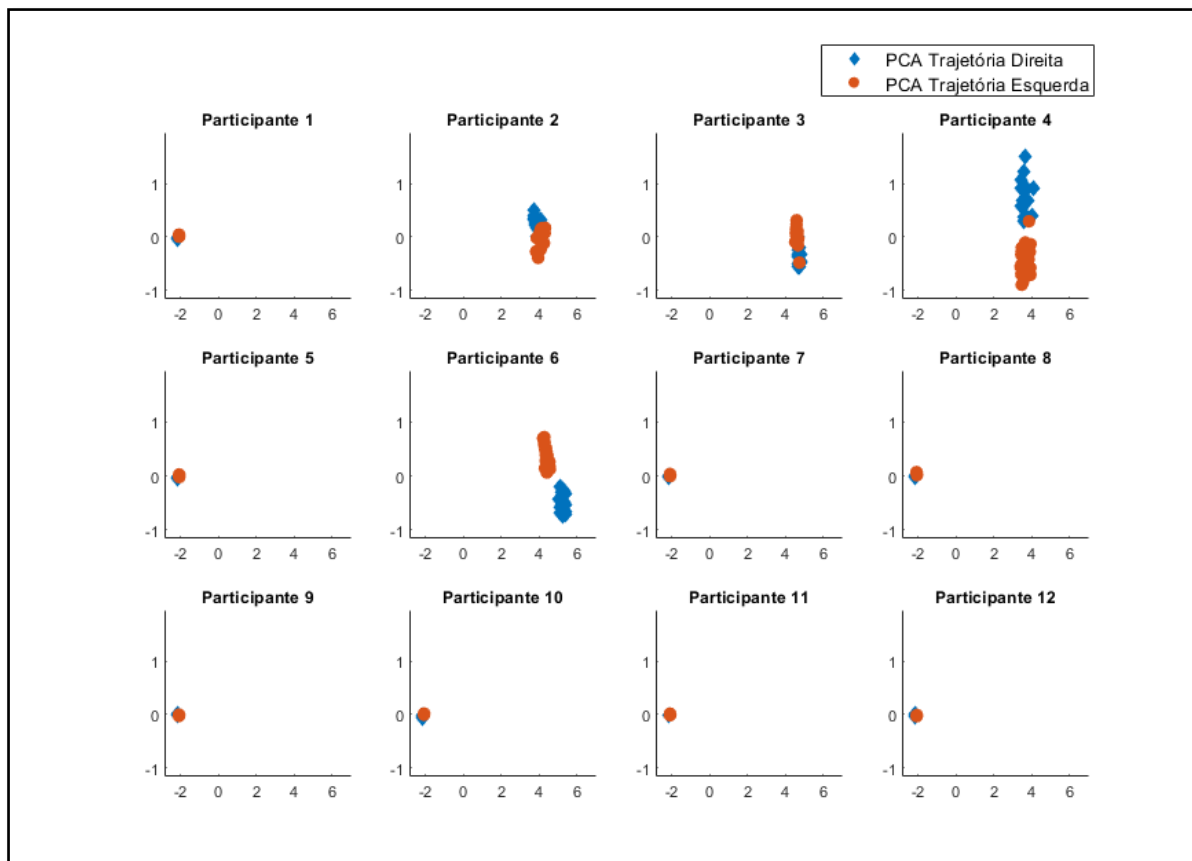 PCA Trajetória Direita
PCA Trajetória Esquerda
Participante 1
Participante 2
Participante 3
Participante 4
1
0
-1
-2 0 2 4 6
1
0
-1
-2 0 2 4 6
1
0
-1
-2 0 2 4 6
1
0
-1
-2 0 2 4 6
Participante 5
Participante 6
Participante 7
Participante 8
1
0
-1
-2 0 2 4 6
1
0
-1
-2 0 2 4 6
1
0
-1
-2 0 2 4 6
1
0
-1
-2 0 2 4 6
Participante 9
Participante 10
Participante 11
Participante 12
1
0
-1
-2 0 2 4 6
1
0
-1
-2 0 2 4 6
1
0
-1
-2 0 2 4 6
1
0
-1
-2 0 2 4 6